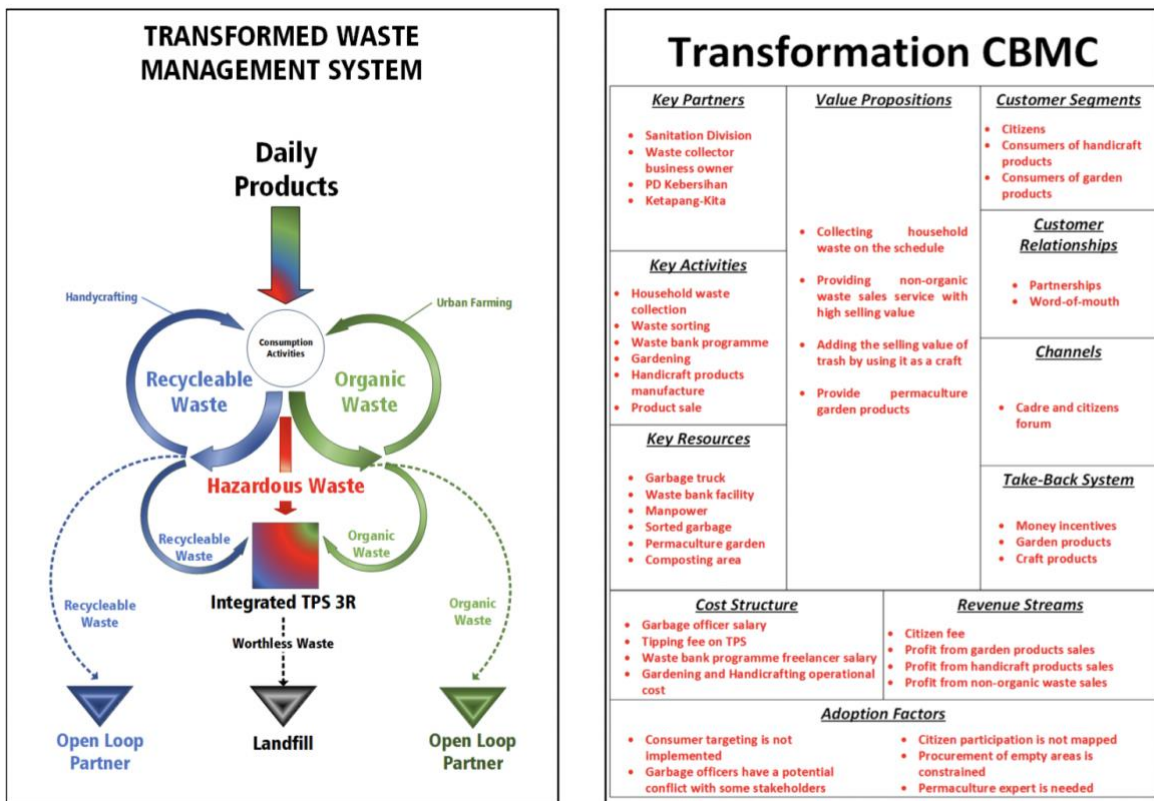 TRANSFORMED WASTE
MANAGEMENT SYSTEM
Daily
Products
Handycrafting
Urban Farming
Consumption
Activities
Recycleable
Waste
Organic
Waste
Hazardous Waste
Recycleable
Waste
Organic
Waste
Integrated TPS 3R
Recycleable
Waste
Organic
Waste
Worthless Waste
Open Loop
Partner
Landfill
Open Loop
Partner
Transformation CBMC
Key Partners
• Sanitation Division
• Waste collector
business owner
• PD Kebersihan
• Ketapang-Kita
Key Activities
• Household waste
collection
• Waste sorting
• Waste bank programme
• Gardening
• Handicraft products
manufacture
• Product sale
Key Resources
• Garbage truck
• Waste bank facility
• Manpower
• Sorted garbage
• Permaculture garden
• Composting area
Value Propositions
• Collecting household
waste on the schedule
• Providing non-organic
waste sales service with
high selling value
• Adding the selling value of
trash by using it as a craft
• Provide permaculture
garden products
Customer Segments
• Citizens
• Consumers of handicraft
products
• Consumers of garden
products
Customer
Relationships
• Partnerships
• Word-of-mouth
Channels
• Cadre and citizens
forum
Take-Back System
• Money incentives
• Garden products
• Craft products
Cost Structure
• Garbage officer salary
• Tipping fee on TPS
• Waste bank programme freelancer salary
• Gardening and Handicrafting operational
cost
Revenue Streams
• Citizen fee
• Profit from garden products sales
• Profit from handicraft products sales
• Profit from non-organic waste sales
Adoption Factors
• Consumer targeting is not
implemented
• Garbage officers have a potential
conflict with some stakeholders
• Citizen participation is not mapped
• Procurement of empty areas is
constrained
• Permaculture expert is needed